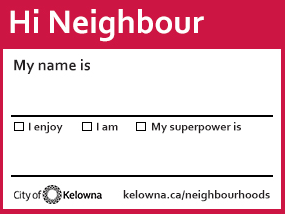 Hi Neighbour
My name is
I enjoy I am My superpower is
City of Kelowna kelowna.ca/neighbourhoods